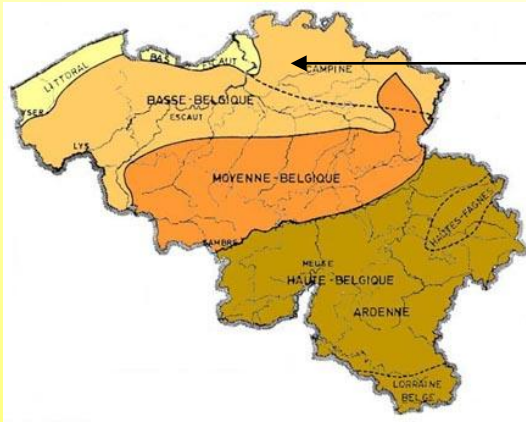 LITTORAL
BAS ESCAUT
CAMPINE
YSER
BASSE-BELGIQUE
ESCAUT
LYS
MOYENNE-BELGIQUE
HAUTES-FAGNE
SAMBRE
MEUSE
HAUTE-BELGIQUE
ARDENNE
LORRAINE
BELGE